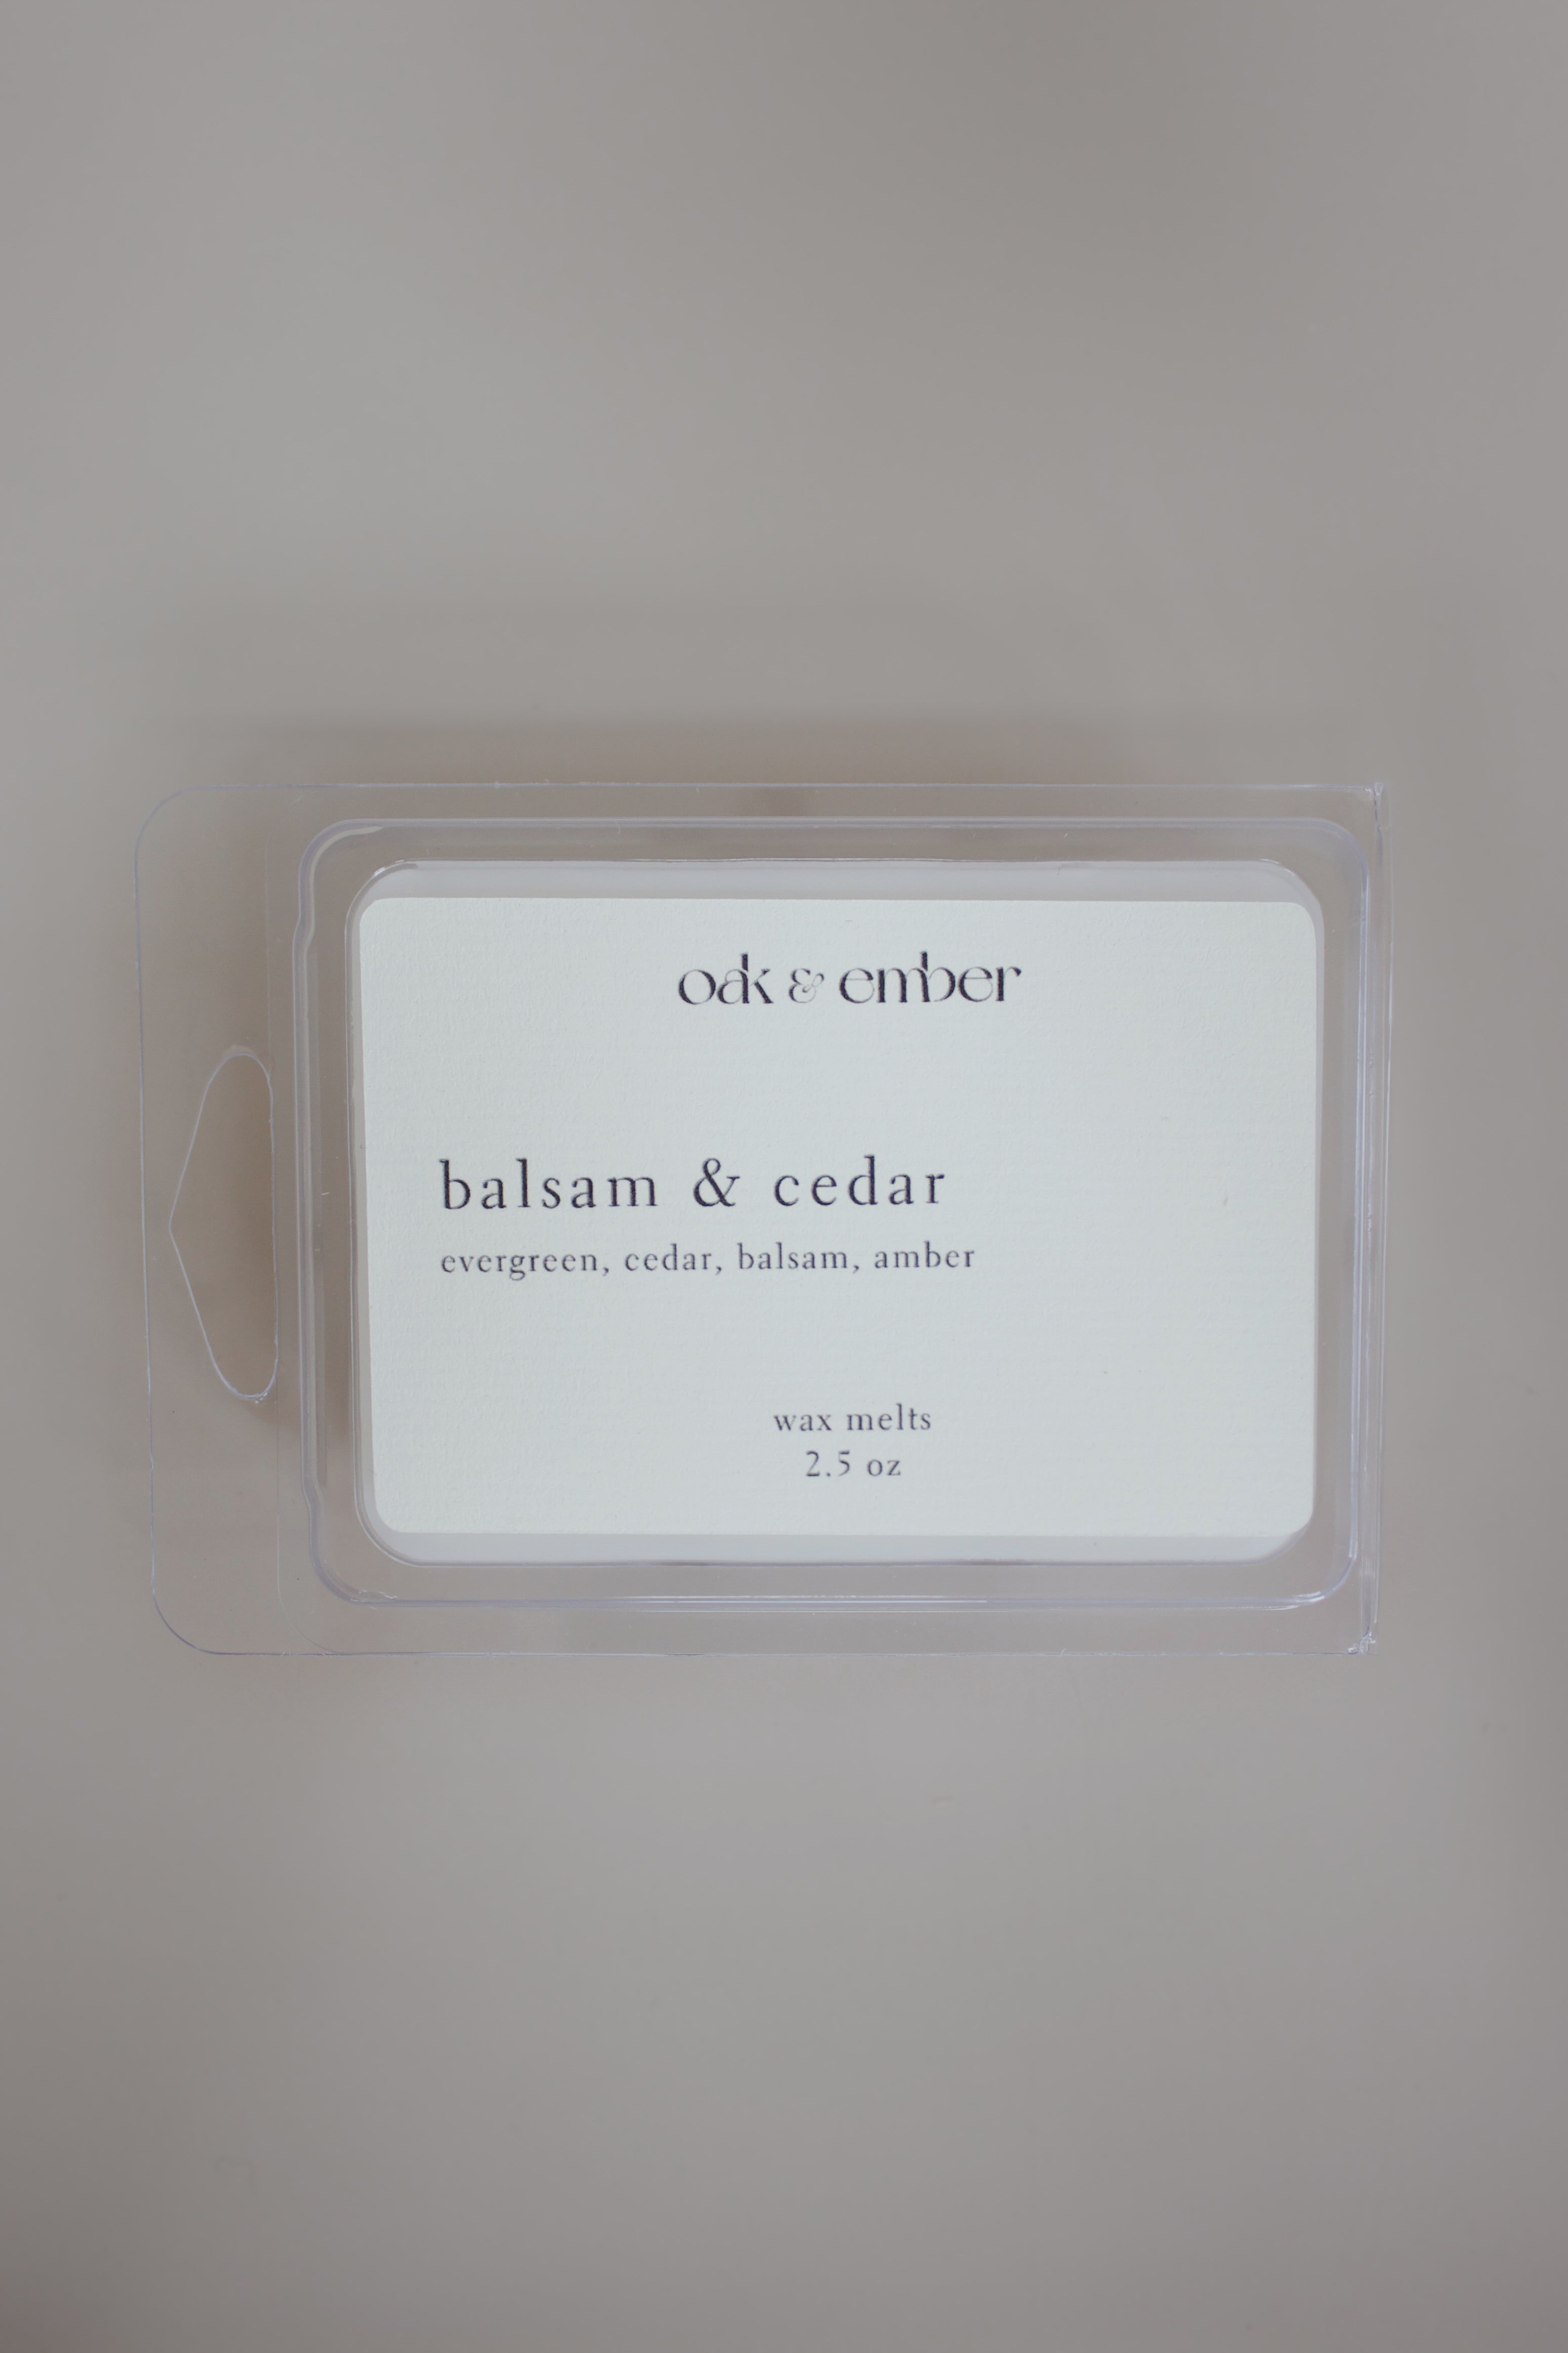 oak & ember
balsam & cedar
evergreen, cedar, balsam, amber
wax melts
2.5 oz